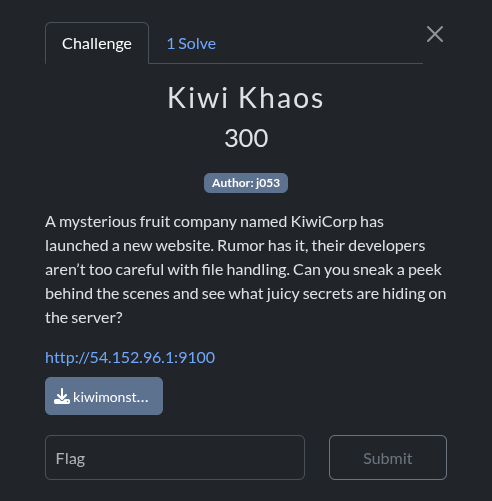 Challenge
1 Solve
Kiwi Khaos
300
Author: j053
A mysterious fruit company named KiwiCorp has
launched a new website. Rumor has it, their developers
aren’t too careful with file handling. Can you sneak a peek
behind the scenes and see what juicy secrets are hiding on
the server?
http://54.152.96.1:9100
kiwimonst...
Flag
Submit